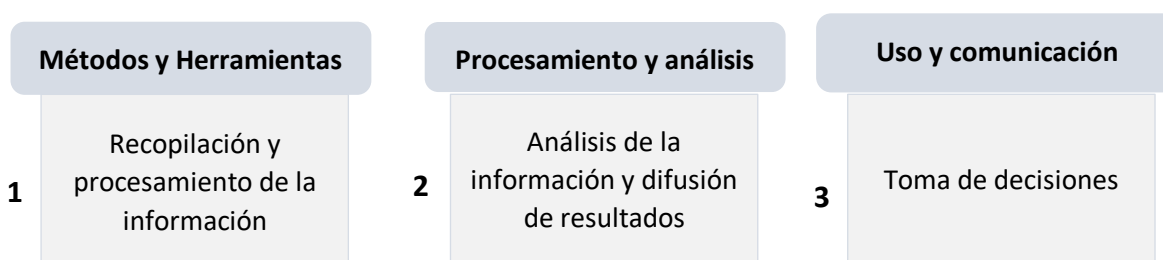 Métodos y Herramientas
1
Recopilación y
procesamiento de la
información
Procesamiento y análisis
2
Análisis de la
información y difusión
de resultados
Uso y comunicación
3
Toma de decisiones